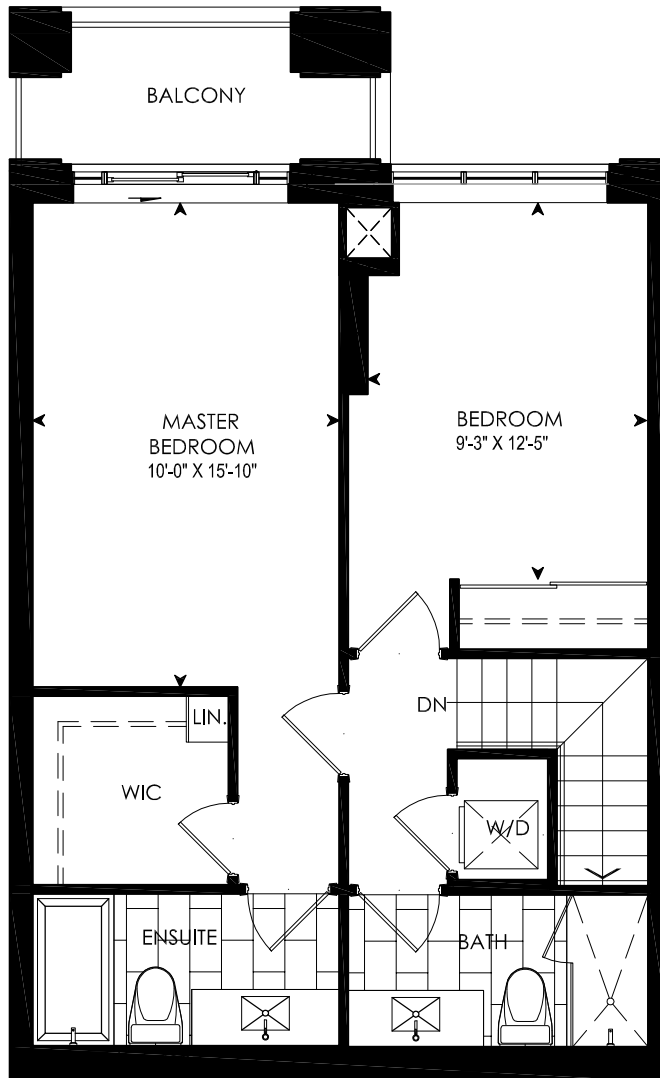 BALCONY
MASTER
BEDROOM
10'-0" X 15'-10"
BEDROOM
9'-3" X 12'-5"
LIN.
DN
WIC
W/D
ENSUITE
BATH